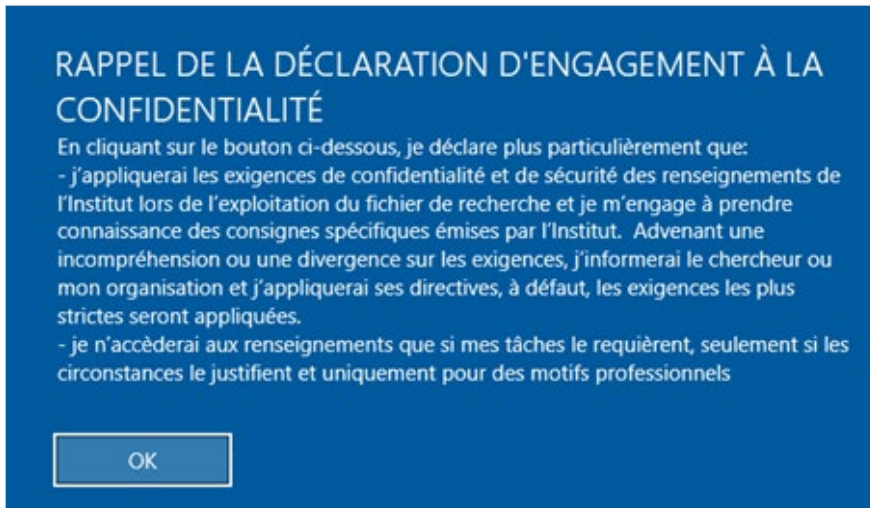 RAPPEL DE LA DÉCLARATION D'ENGAGEMENT À LA
CONFIDENTIALITÉ
En cliquant sur le bouton ci-dessous, je déclare plus particulièrement que:
- j'appliquerai les exigences de confidentialité et de sécurité des renseignements de
l'Institut lors de l'exploitation du fichier de recherche et je m'engage à prendre
connaissance des consignes spécifiques émises par l'Institut.  Advenant une
incompréhension ou une divergence sur les exigences, j'informerai le chercheur ou
mon organisation et j'appliquerai ses directives, à défaut, les exigences les plus
strictes seront appliquées.
- je n'accèderai aux renseignements que si mes tâches le requièrent, seulement si les
circonstances le justifient et uniquement pour des motifs professionnels
OK